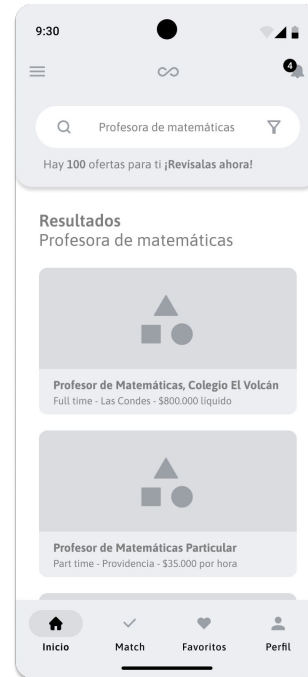 9:30
4
Profesora de matemáticas
Hay 100 ofertas para ti ¡Revísalas ahora!
Resultados
Profesora de matemáticas
Profesor de Matemáticas, Colegio El Volcán
Full time - Las Condes - $800.000 líquido
Profesor de Matemáticas Particular
Part time - Providencia - $35.000 por hora
Inicio
Match
Favoritos
Perfil